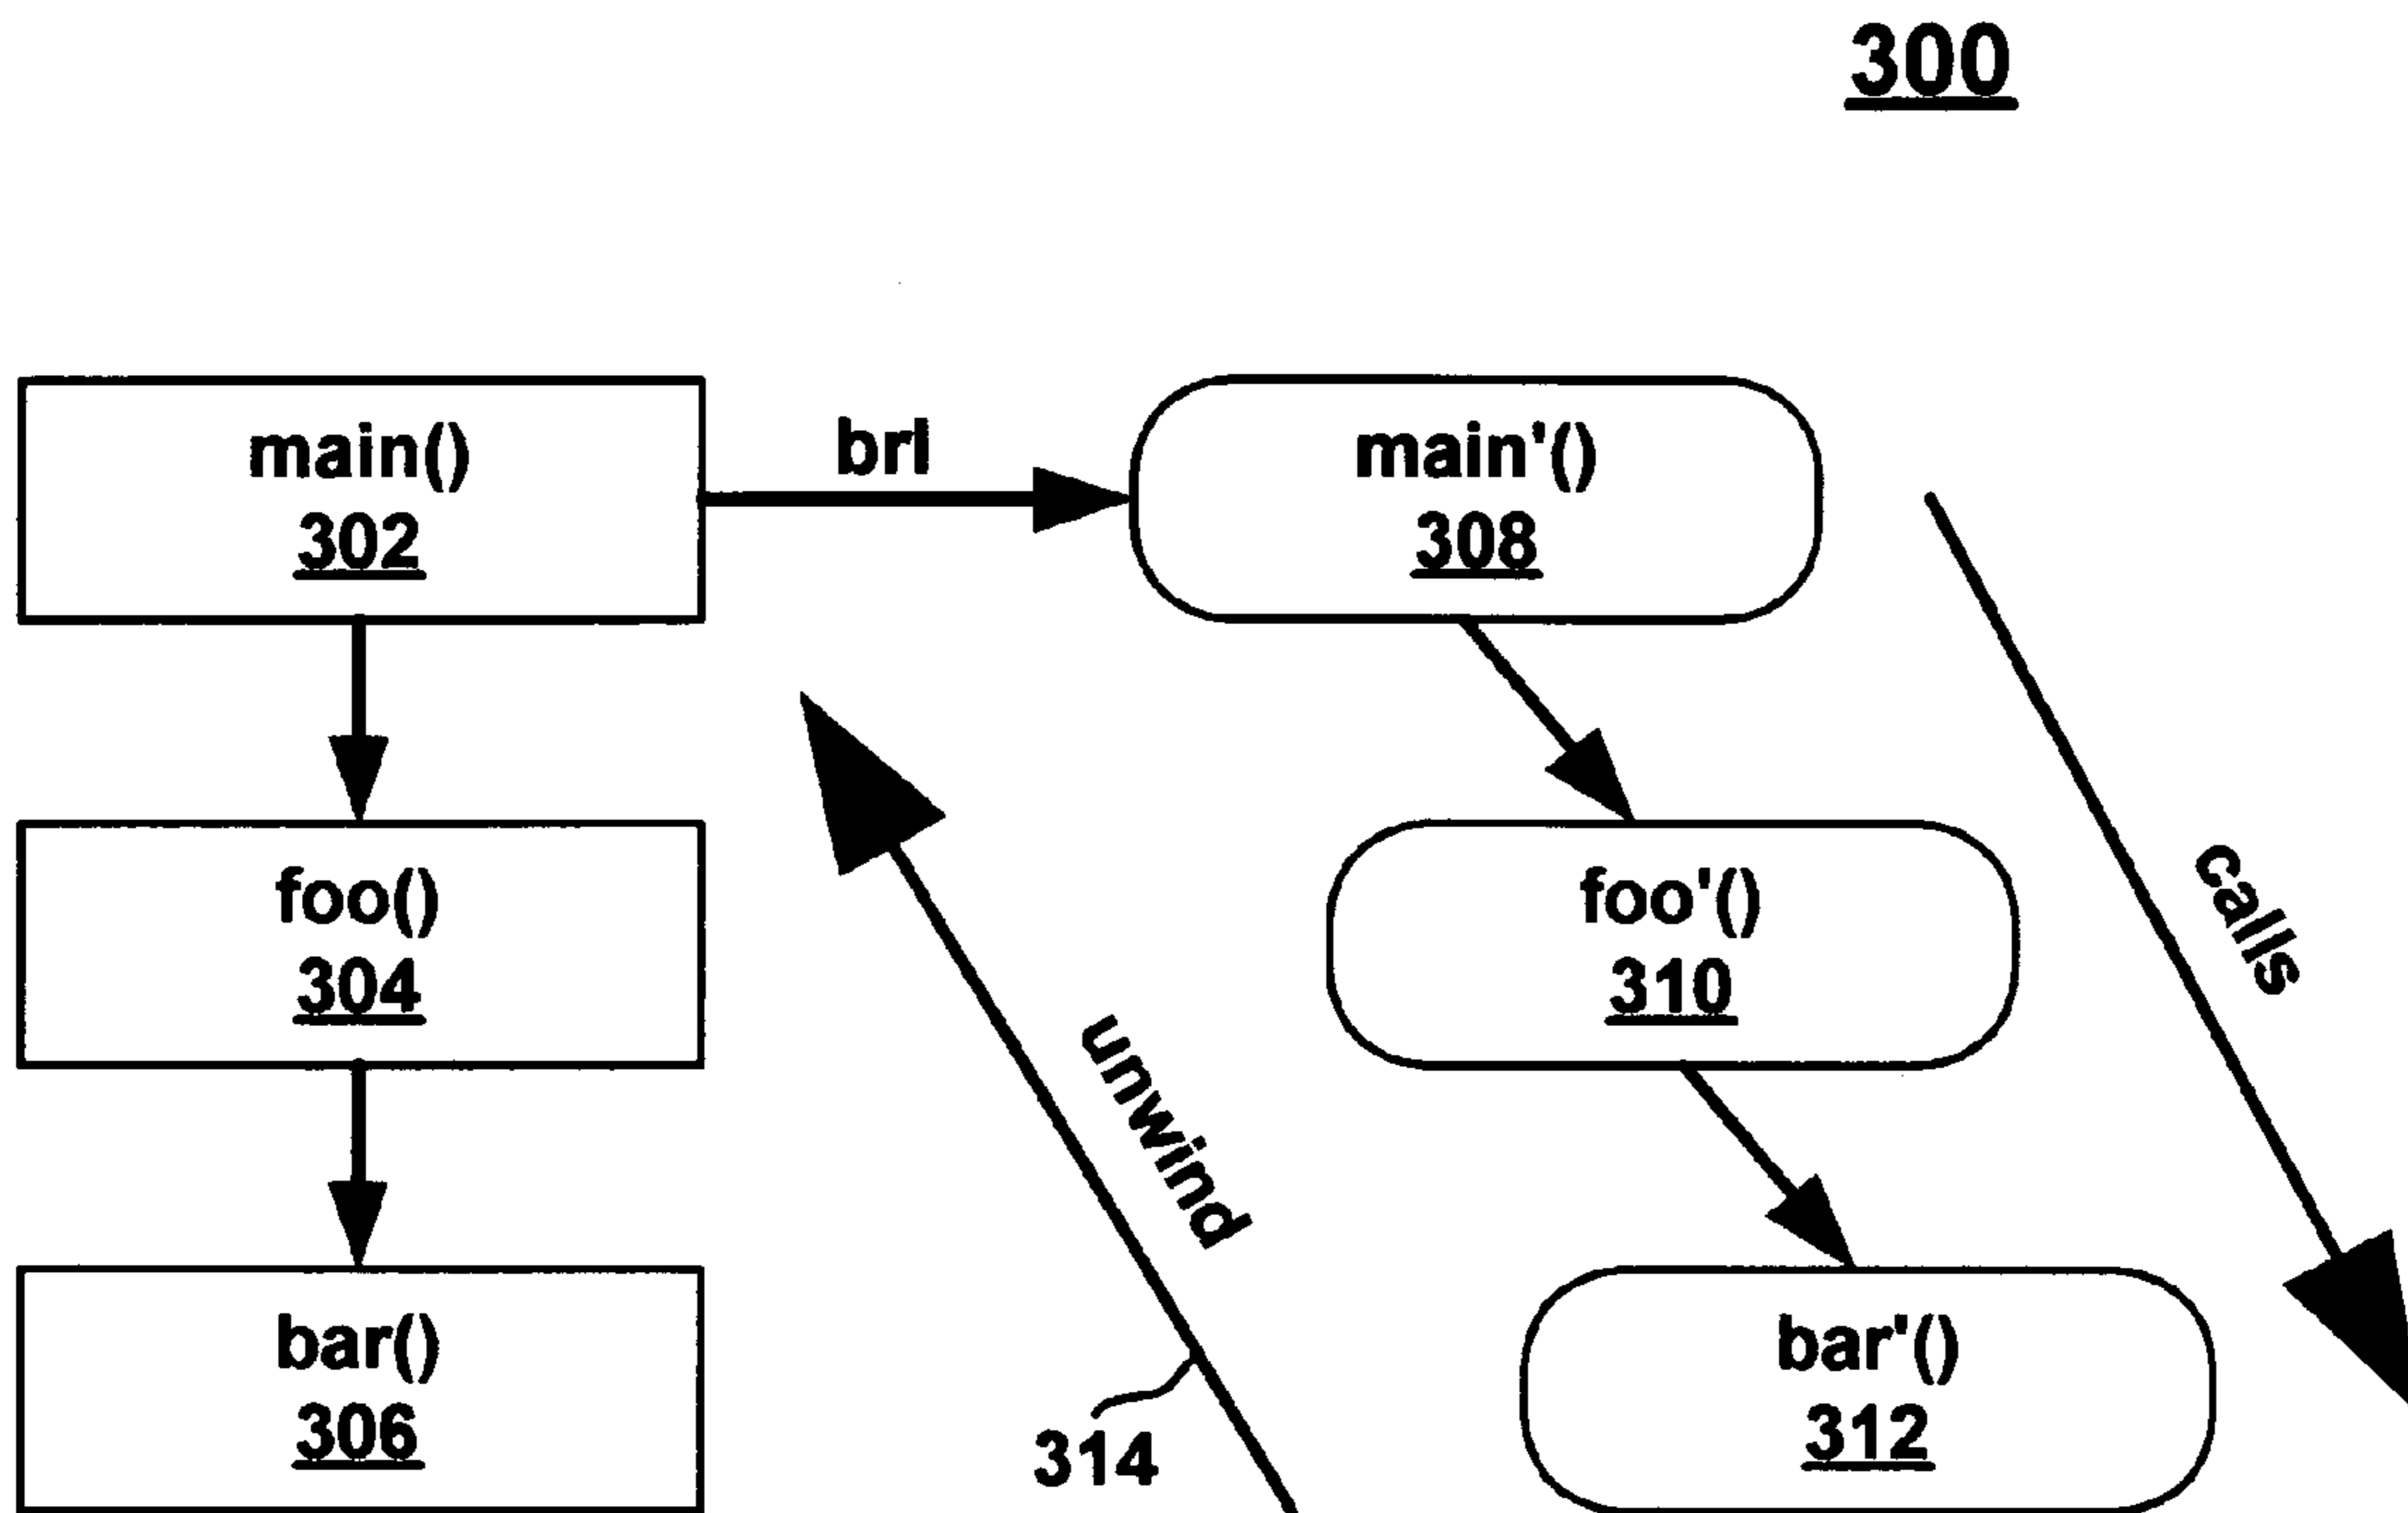 300
main()
302
brl
main'()
308
foo()
304
foo'()
310
calls
unwind
bar()
306
314
bar'()
312